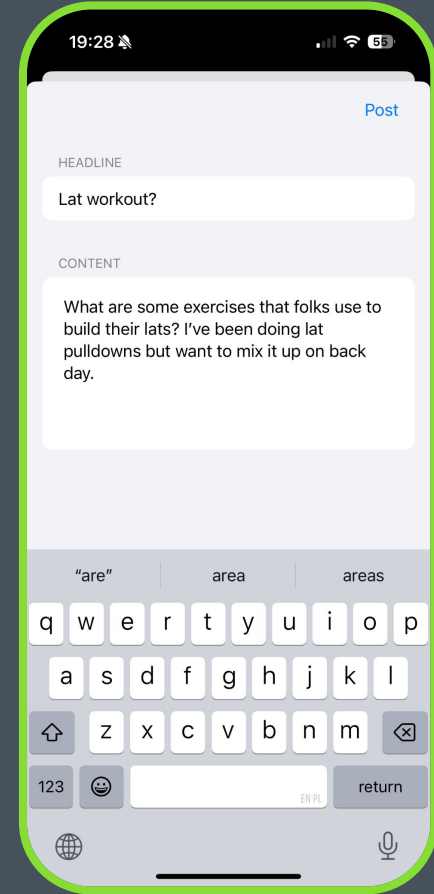 19:28
55
Post
HEADLINE
Lat workout?
CONTENT
What are some exercises that folks use to
build their lats? I've been doing lat
pulldowns but want to mix it up on back
day.
“are” area areas
q w e r t y u i o p
a s d f g h j k l
z x c v b n m
123 EN PL return